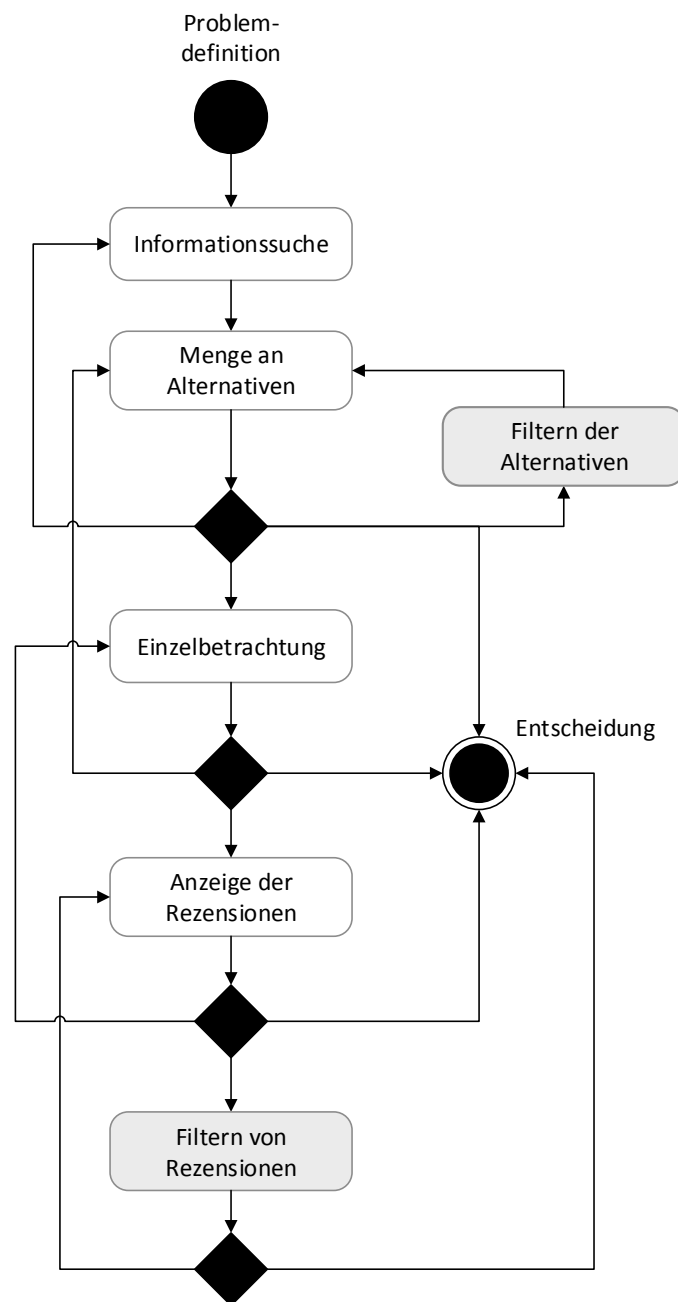 Problem-
definition
Informationssuche
Menge an
Alternativen
Filtern der
Alternativen
Einzelbetrachtung
Entscheidung
Anzeige der
Rezensionen
Filtern von
Rezensionen